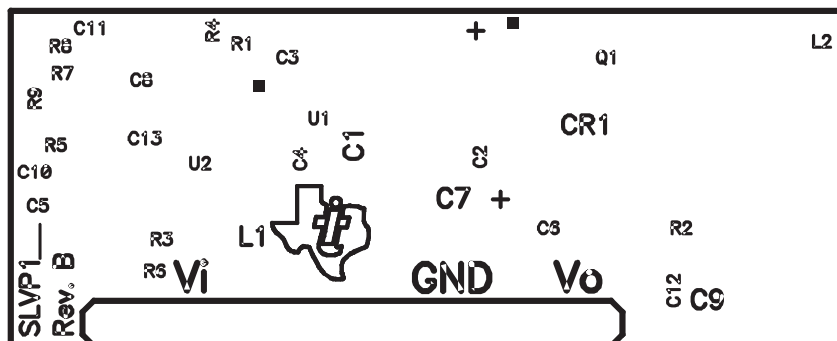 C11
R4
R8
R1
C3
+
Q1
L2
R7
C8
R9
U1
C1
CR1
R5
C13
C10
U2
C4
C2
C5
C7 +
R3
L1
C6
R2
R6
Vi
GND
Vo
C12
C9
SLVP1
Rev. B